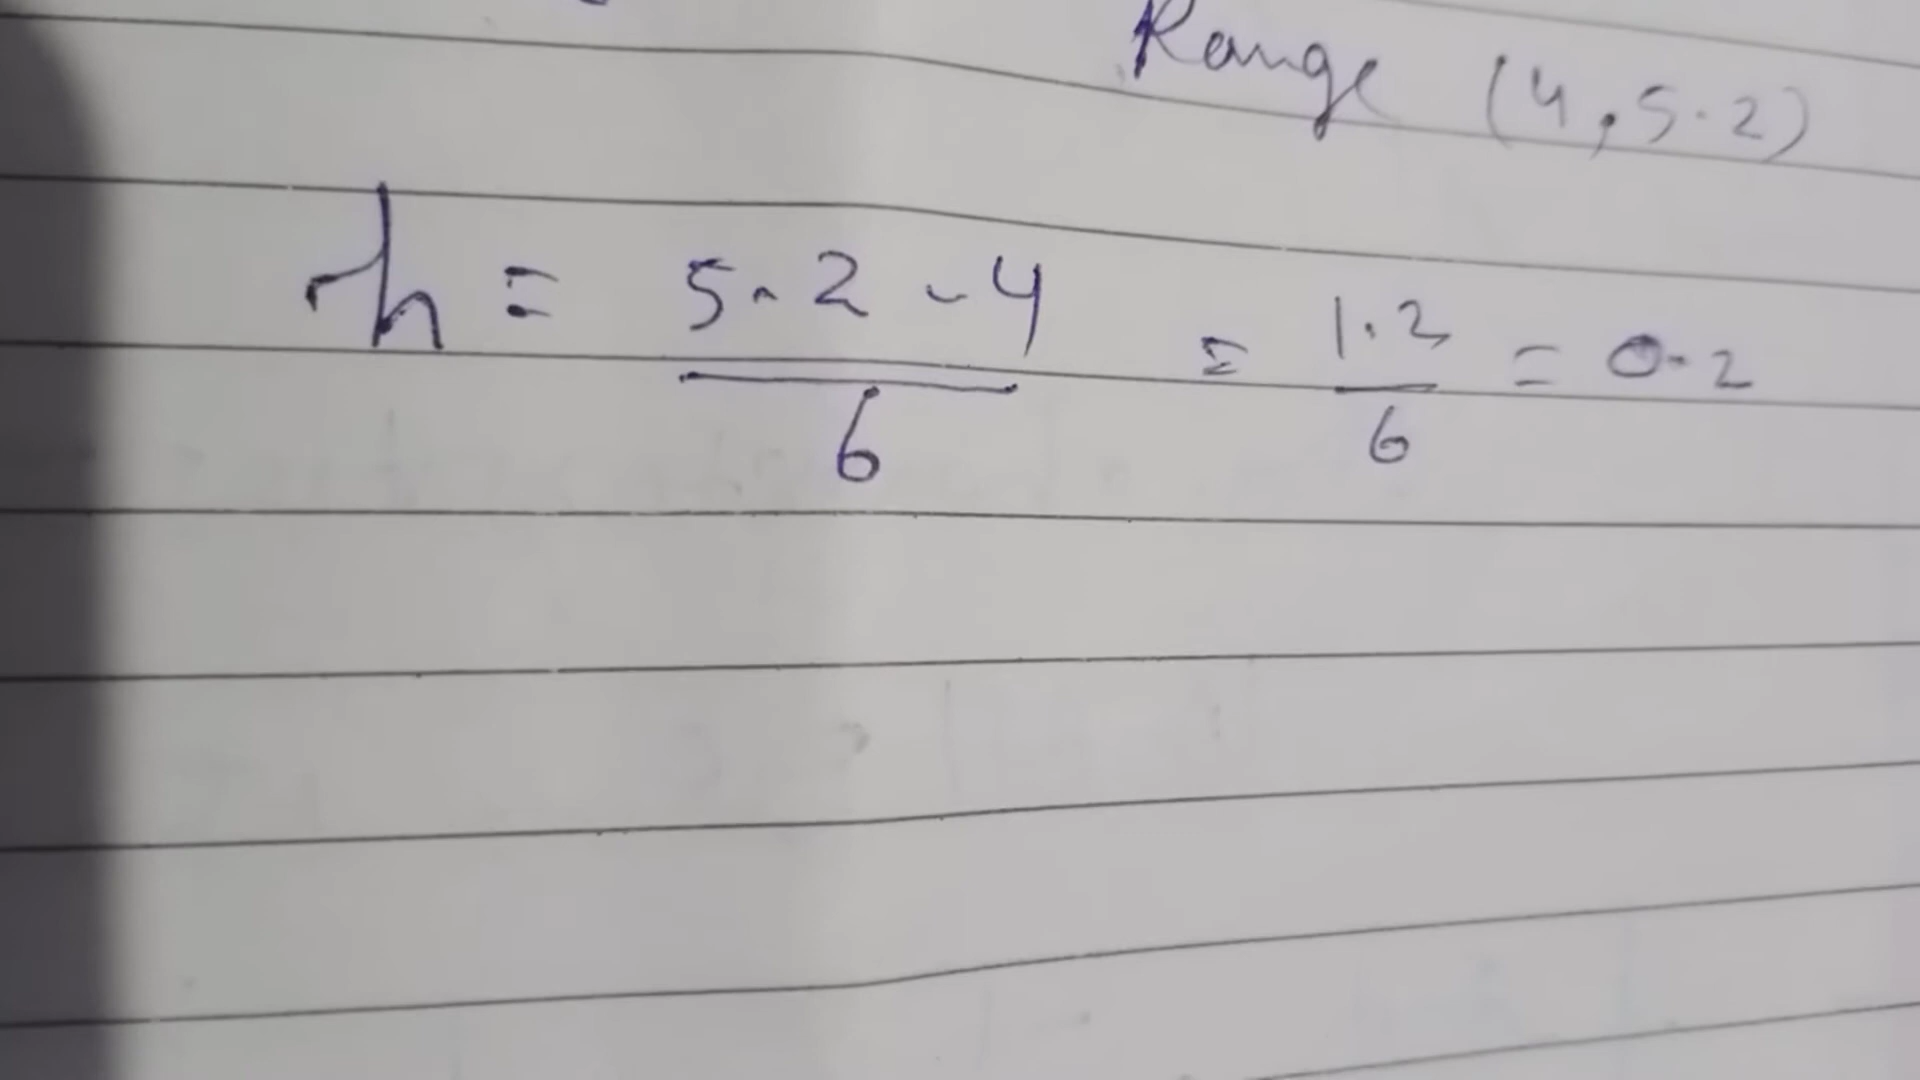 Range (4, 5.2)
h = 5.2 - 4 / 6 = 1.2 / 6 = 0.2